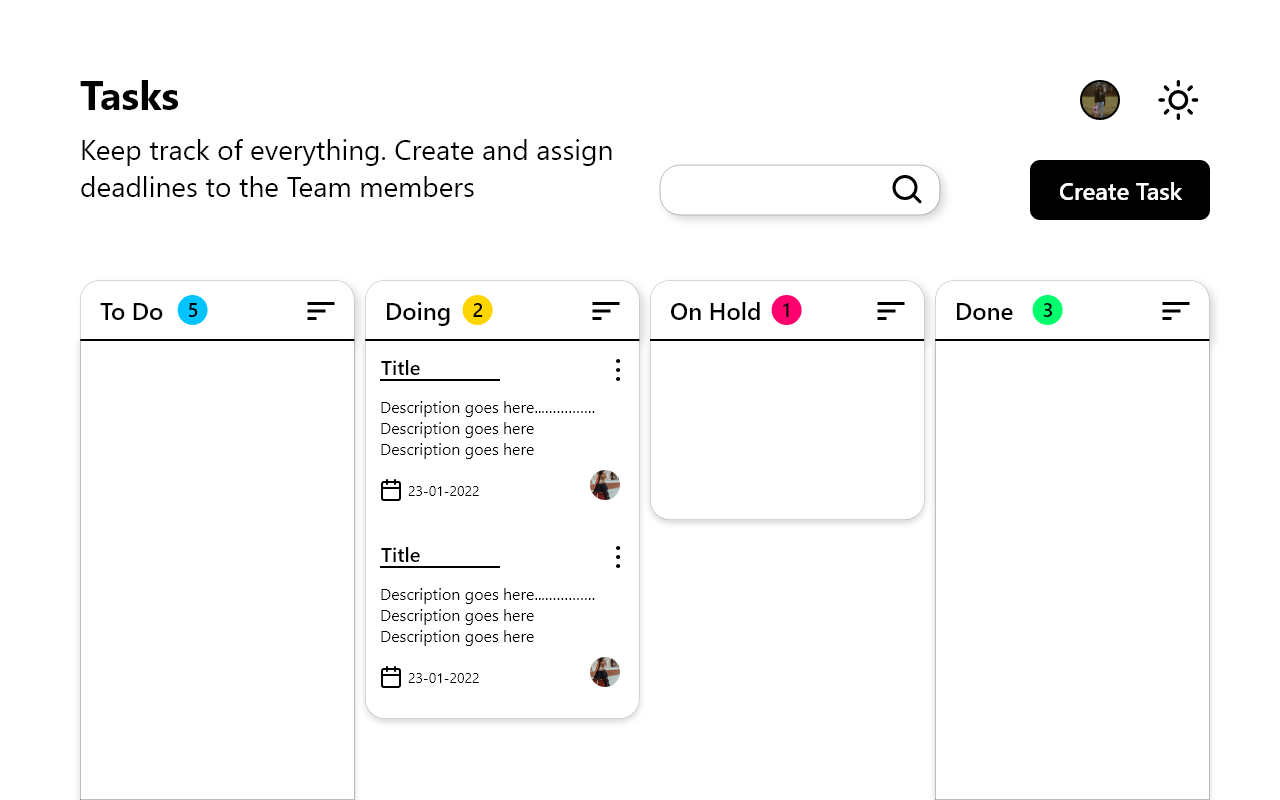 Tasks
Keep track of everything. Create and assign
deadlines to the Team members
Create Task
To Do 5
Doing 2
On Hold 1
Done 3
Title
Description goes here...............
Description goes here
Description goes here
23-01-2022
Title
Description goes here...............
Description goes here
Description goes here
23-01-2022